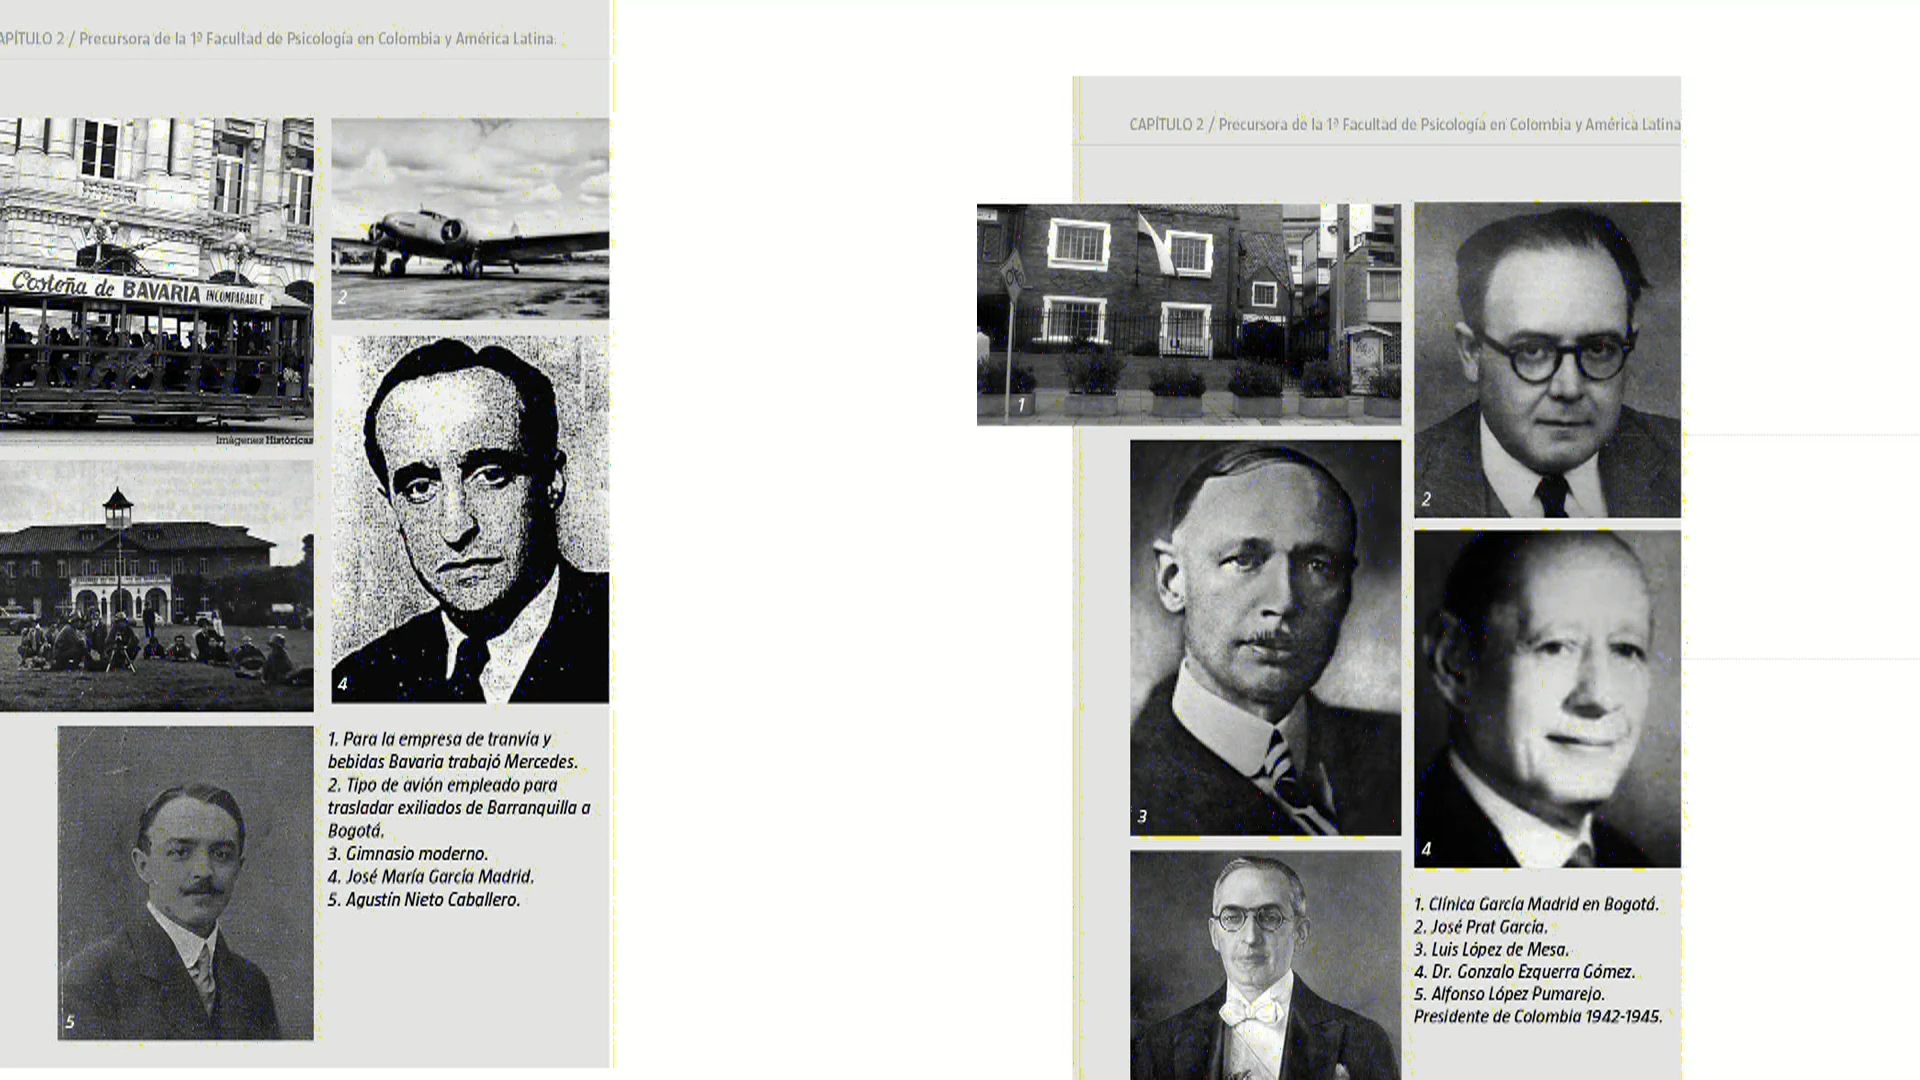 CAPÍTULO 2 / Precursora de la 1ª Facultad de Psicología en Colombia y América Latina.
Costeña de BAVARIA INCOMPARABLE
2
Imágenes Históricas
4
5
1. Para la empresa de tranvía y
bebidas Bavaria trabajó Mercedes.
2. Tipo de avión empleado para
trasladar exiliados de Barranquilla a
Bogotá.
3. Gimnasio moderno.
4. José María García Madrid.
5. Agustín Nieto Caballero.
CAPÍTULO 2 / Precursora de la 1ª Facultad de Psicología en Colombia y América Latina
1
2
3
4
1. Clínica García Madrid en Bogotá.
2. José Prat García.
3. Luis López de Mesa.
4. Dr. Gonzalo Ezquerra Gómez.
5. Alfonso López Pumarejo.
Presidente de Colombia 1942-1945.